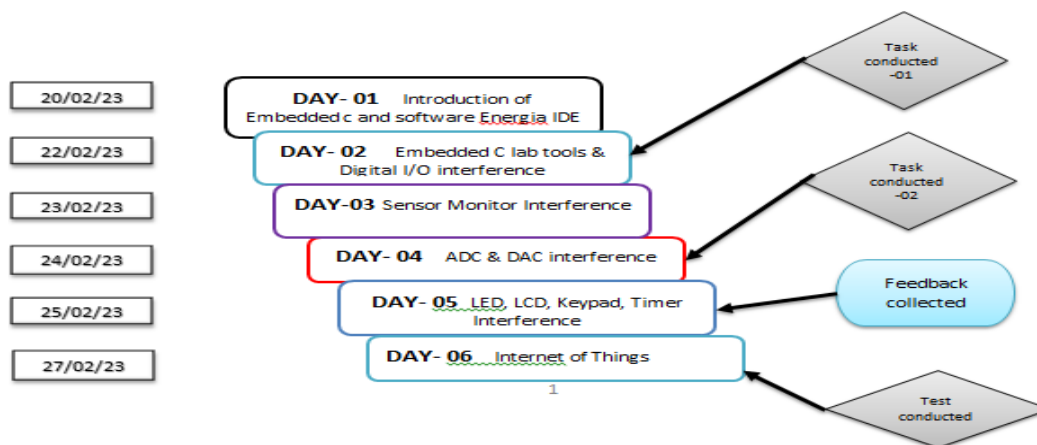 Task
conducted
-01
20/02/23
DAY- 01 Introduction of
Embedded c and software Energia IDE
22/02/23
DAY- 02 Embedded C lab tools &
Digital I/O interference
Task
conducted
-02
23/02/23
DAY-03 Sensor Monitor Interference
24/02/23
DAY- 04 ADC & DAC interference
Feedback
collected
25/02/23
DAY- 05 LED, LCD, Keypad, Timer
Interference
27/02/23
DAY- 06 Internet of Things
1
Test
conducted